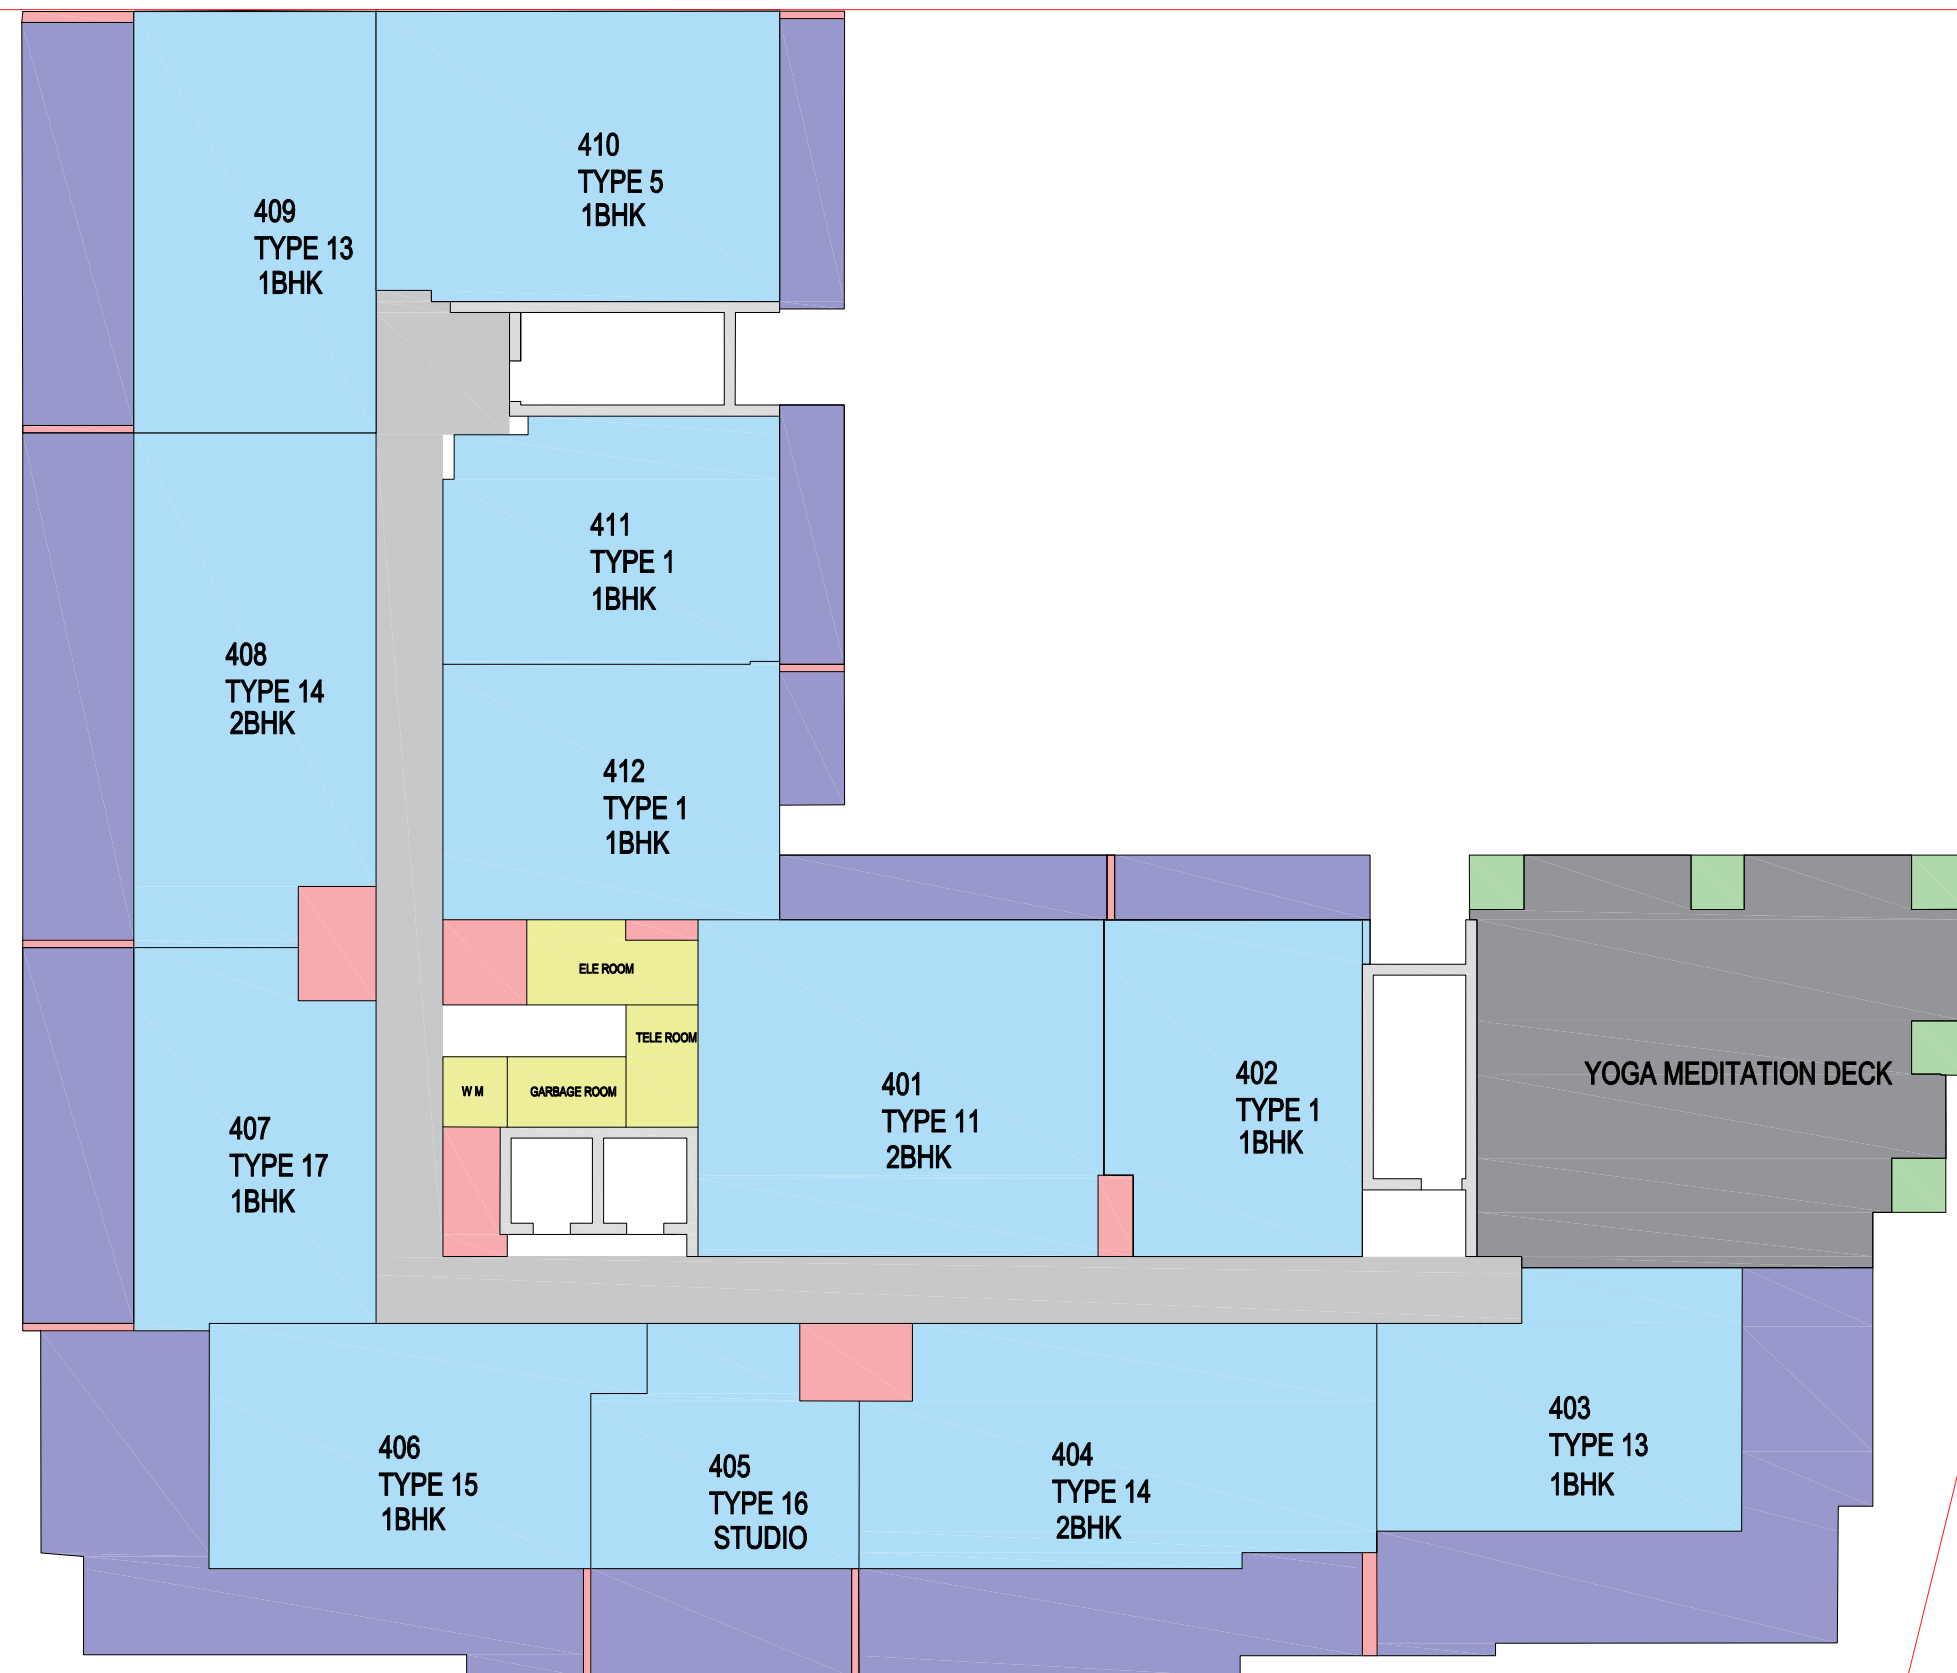 410
TYPE 5
1BHK
409
TYPE 13
1BHK
411
TYPE 1
1BHK
408
TYPE 14
2BHK
412
TYPE 1
1BHK
ELE ROOM
TELE ROOM
W M
GARBAGE ROOM
401
TYPE 11
2BHK
402
TYPE 1
1BHK
YOGA MEDITATION DECK
407
TYPE 17
1BHK
406
TYPE 15
1BHK
405
TYPE 16
STUDIO
404
TYPE 14
2BHK
403
TYPE 13
1BHK